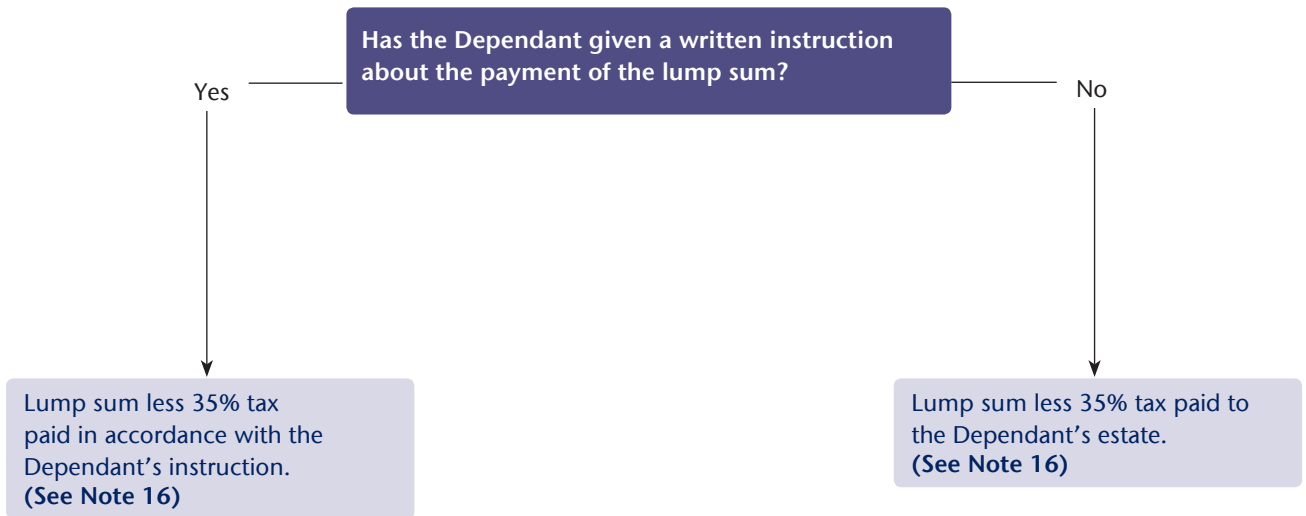 Has the Dependant given a written instruction
about the payment of the lump sum?
Yes
No
Lump sum less 35% tax
paid in accordance with the
Dependant’s instruction.
(See Note 16)
Lump sum less 35% tax paid to
the Dependant’s estate.
(See Note 16)